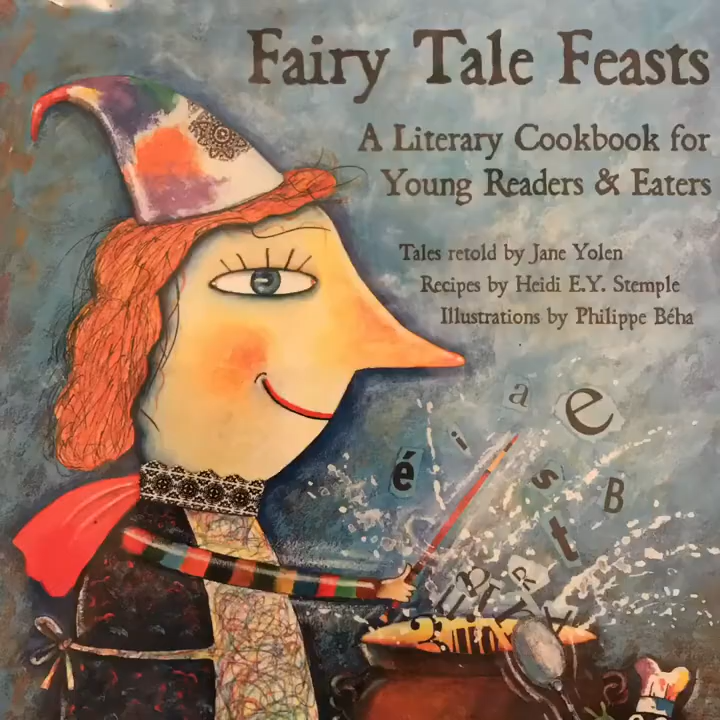 Fairy Tale Feasts
A Literary Cookbook for
Young Readers & Eaters
Tales retold by Jane Yolen
Recipes by Heidi E.Y. Stemple
Illustrations by Philippe Béha
a
e
i
é
s
B
t
R